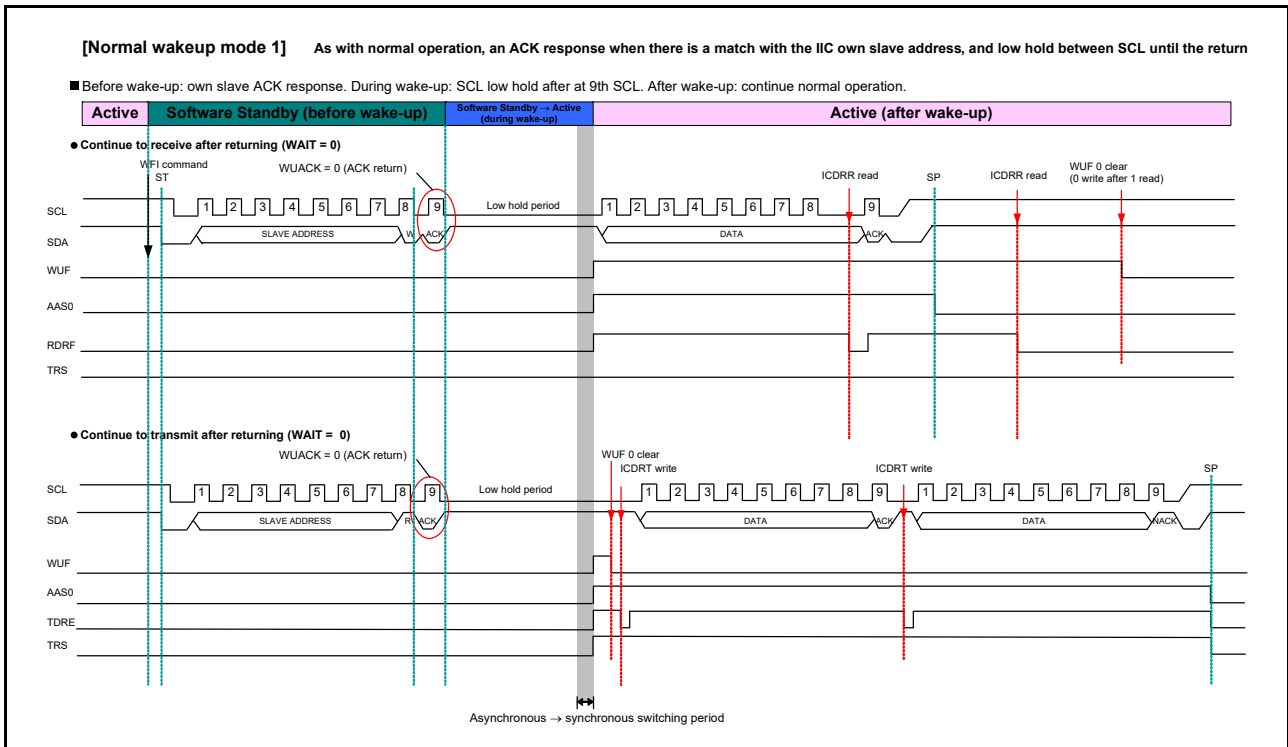 [Normal wakeup mode 1] As with normal operation, an ACK response when there is a match with the IIC own slave address, and low hold between SCL until the return
■ Before wake-up: own slave ACK response. During wake-up: SCL low hold after at 9th SCL. After wake-up: continue normal operation.
Active Software Standby (before wake-up) Software Standby → Active (during wake-up) Active (after wake-up)
● Continue to receive after returning (WAIT = 0)
WFI command
ST
WUACK = 0 (ACK return)
ICDRR read
SP
ICDRR read
WUF 0 clear
(0 write after 1 read)
SCL 1 2 3 4 5 6 7 8 9 Low hold period 1 2 3 4 5 6 7 8 9
SDA SLAVE ADDRESS W ACK DATA ACK
WUF
AAS0
RDRF
TRS
● Continue to transmit after returning (WAIT = 0)
WUACK = 0 (ACK return)
WUF 0 clear
ICDRT write
ICDRT write
SP
SCL 1 2 3 4 5 6 7 8 9 Low hold period 1 2 3 4 5 6 7 8 9 1 2 3 4 5 6 7 8 9
SDA SLAVE ADDRESS R ACK DATA ACK DATA NACK
WUF
AAS0
TDRE
TRS
Asynchronous → synchronous switching period